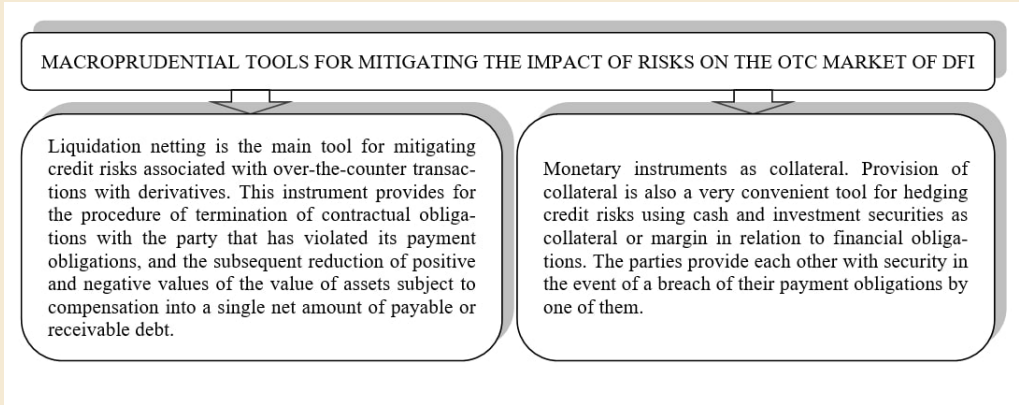 MACROPRUDENTIAL TOOLS FOR MITIGATING THE IMPACT OF RISKS ON THE OTC MARKET OF DFI
Liquidation netting is the main tool for mitigating
credit risks associated with over-the-counter transac-
tions with derivatives. This instrument provides for
the procedure of termination of contractual obliga-
tions with the party that has violated its payment
obligations, and the subsequent reduction of positive
and negative values of the value of assets subject to
compensation into a single net amount of payable or
receivable debt.
Monetary instruments as collateral. Provision of
collateral is also a very convenient tool for hedging
credit risks using cash and investment securities as
collateral or margin in relation to financial obliga-
tions. The parties provide each other with security in
the event of a breach of their payment obligations by
one of them.